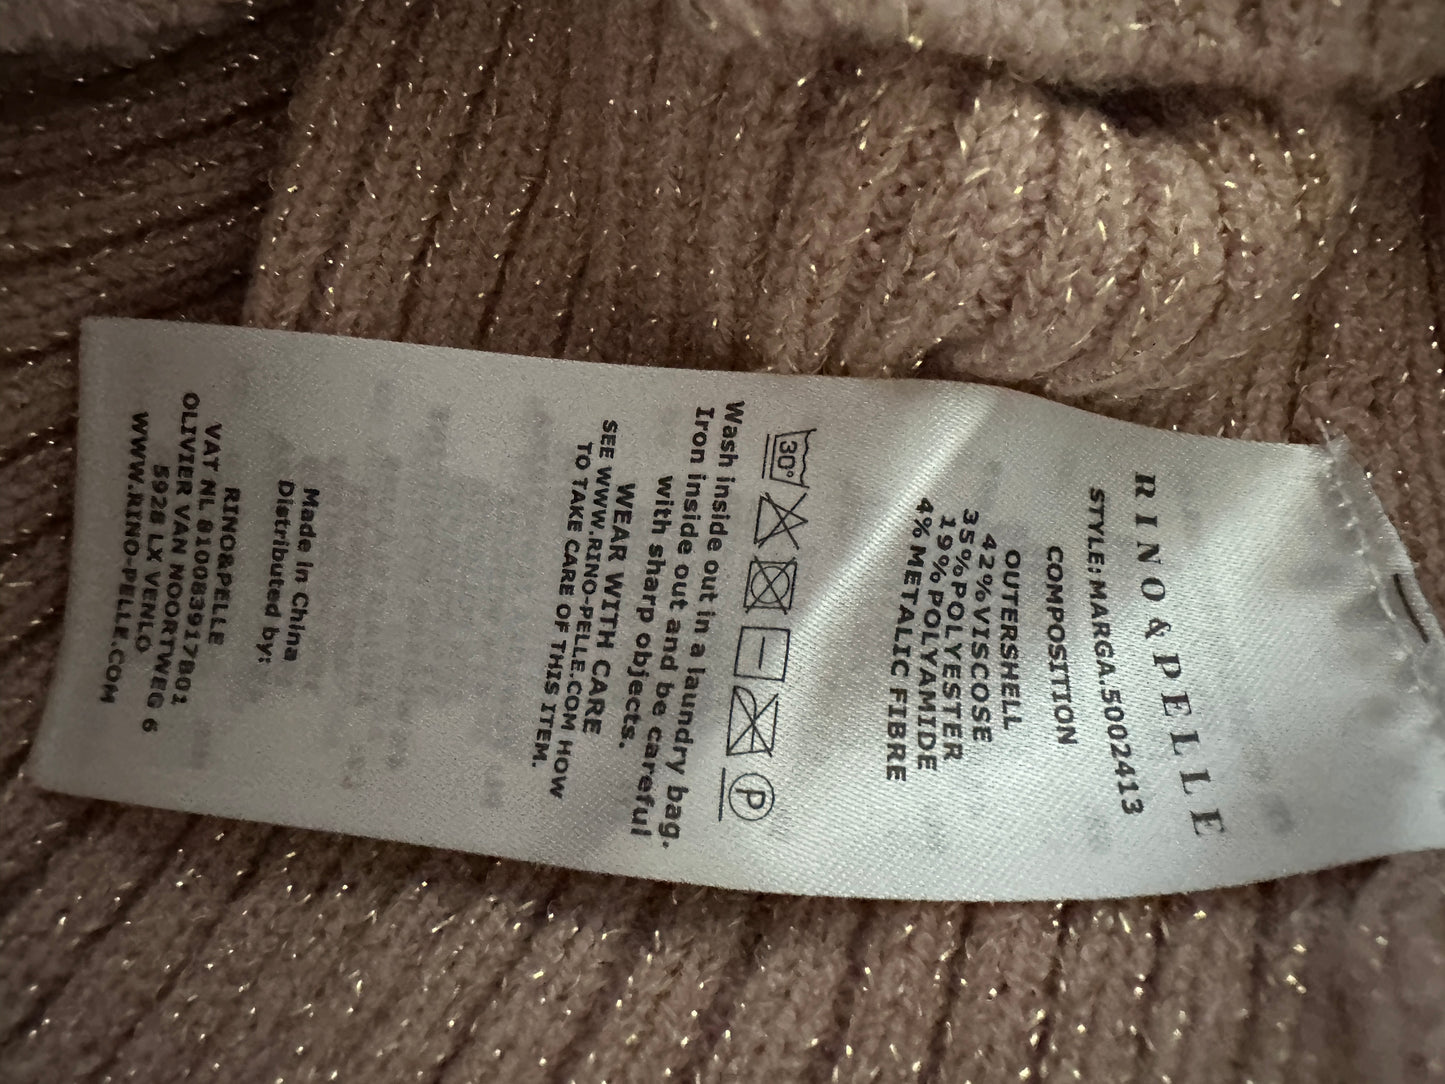 RINO&PELLE
STYLE: MARGA.5002413
COMPOSITION
OUTERSHELL
42%VISCOSE
35%POLYESTER
19%POLYAMIDE
4%METALIC FIBRE
30°
P
Wash inside out in a laundry bag.
Iron inside out and be careful
with sharp objects.
WEAR WITH CARE
SEE WWW.RINO-PELLE.COM HOW
TO TAKE CARE OF THIS ITEM.
Made in China
Distributed by:
RINO&PELLE
VAT NL 810083917B01
OLIVIER VAN NOORTWEG 6
5928 LX VENLO
WWW.RINO-PELLE.COM